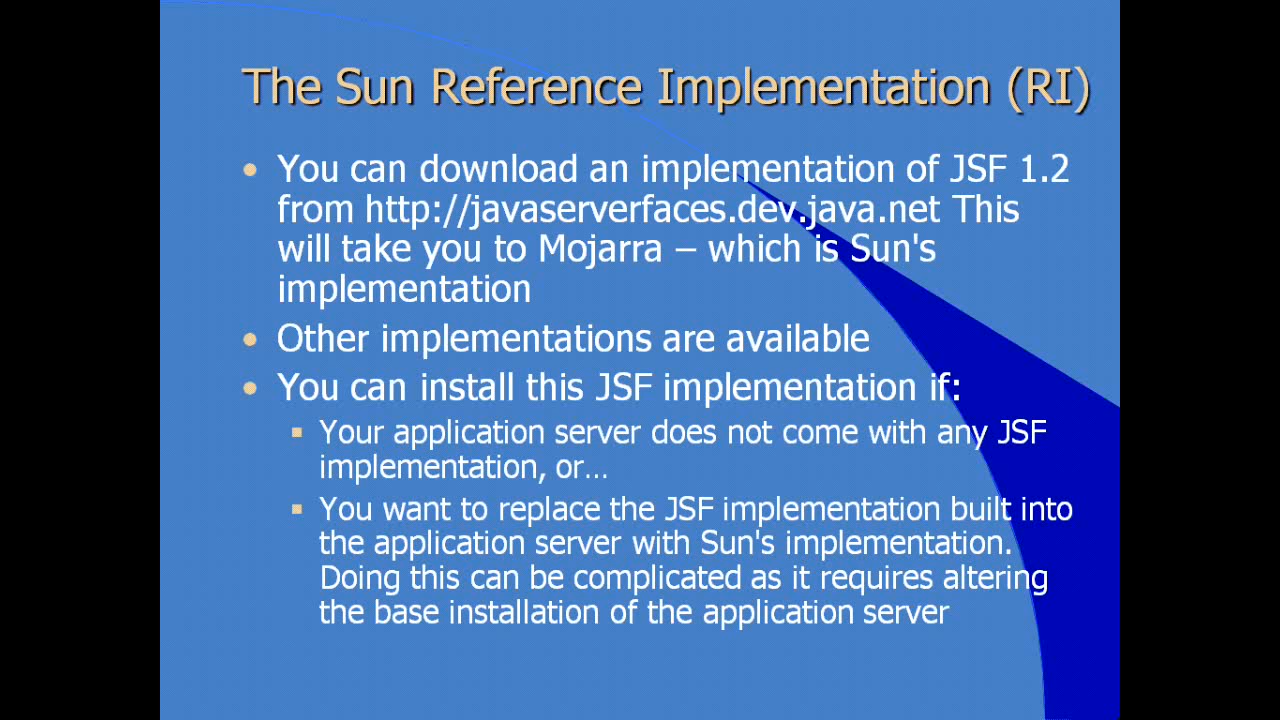 The Sun Reference Implementation (RI)
• You can download an implementation of JSF 1.2
from http://javaserverfaces.dev.java.net This
will take you to Mojarra – which is Sun's
implementation
• Other implementations are available
• You can install this JSF implementation if:
▪ Your application server does not come with any JSF
implementation, or…
▪ You want to replace the JSF implementation built into
the application server with Sun's implementation.
Doing this can be complicated as it requires altering
the base installation of the application server